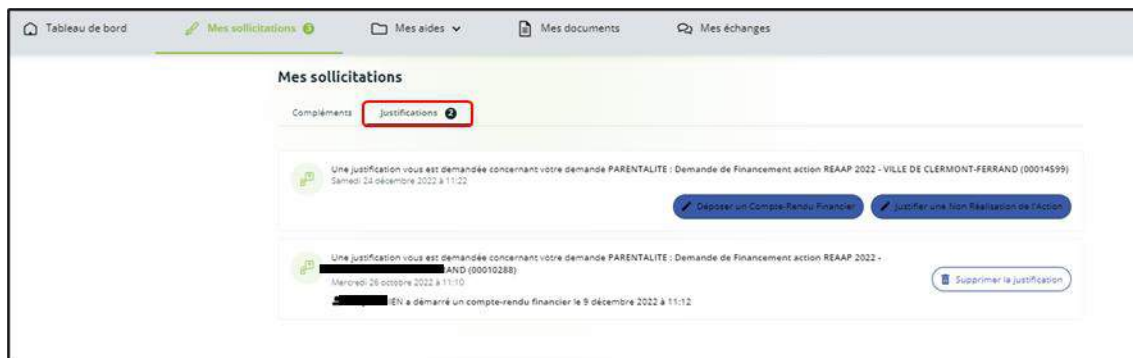 Tableau de bord
Mes sollicitations 3
Mes aides
Mes documents
Mes échanges
Mes sollicitations
Compléments
Justifications 2
Une justification vous est demandée concernant votre demande PARENTALITE : Demande de Financement action REAAP 2022 - VILLE DE CLERMONT-FERRAND (00014599)
Samedi 24 décembre 2022 à 11:22
Déposer un Compte-Rendu Financier
Justifier une Non Réalisation de l'Action
Une justification vous est demandée concernant votre demande PARENTALITE : Demande de Financement action REAAP 2022 -
AND (00010288)
Mercredi 26 octobre 2022 à 11:10
Supprimer la justification
IEN a démarré un compte-rendu financier le 9 décembre 2022 à 11:12